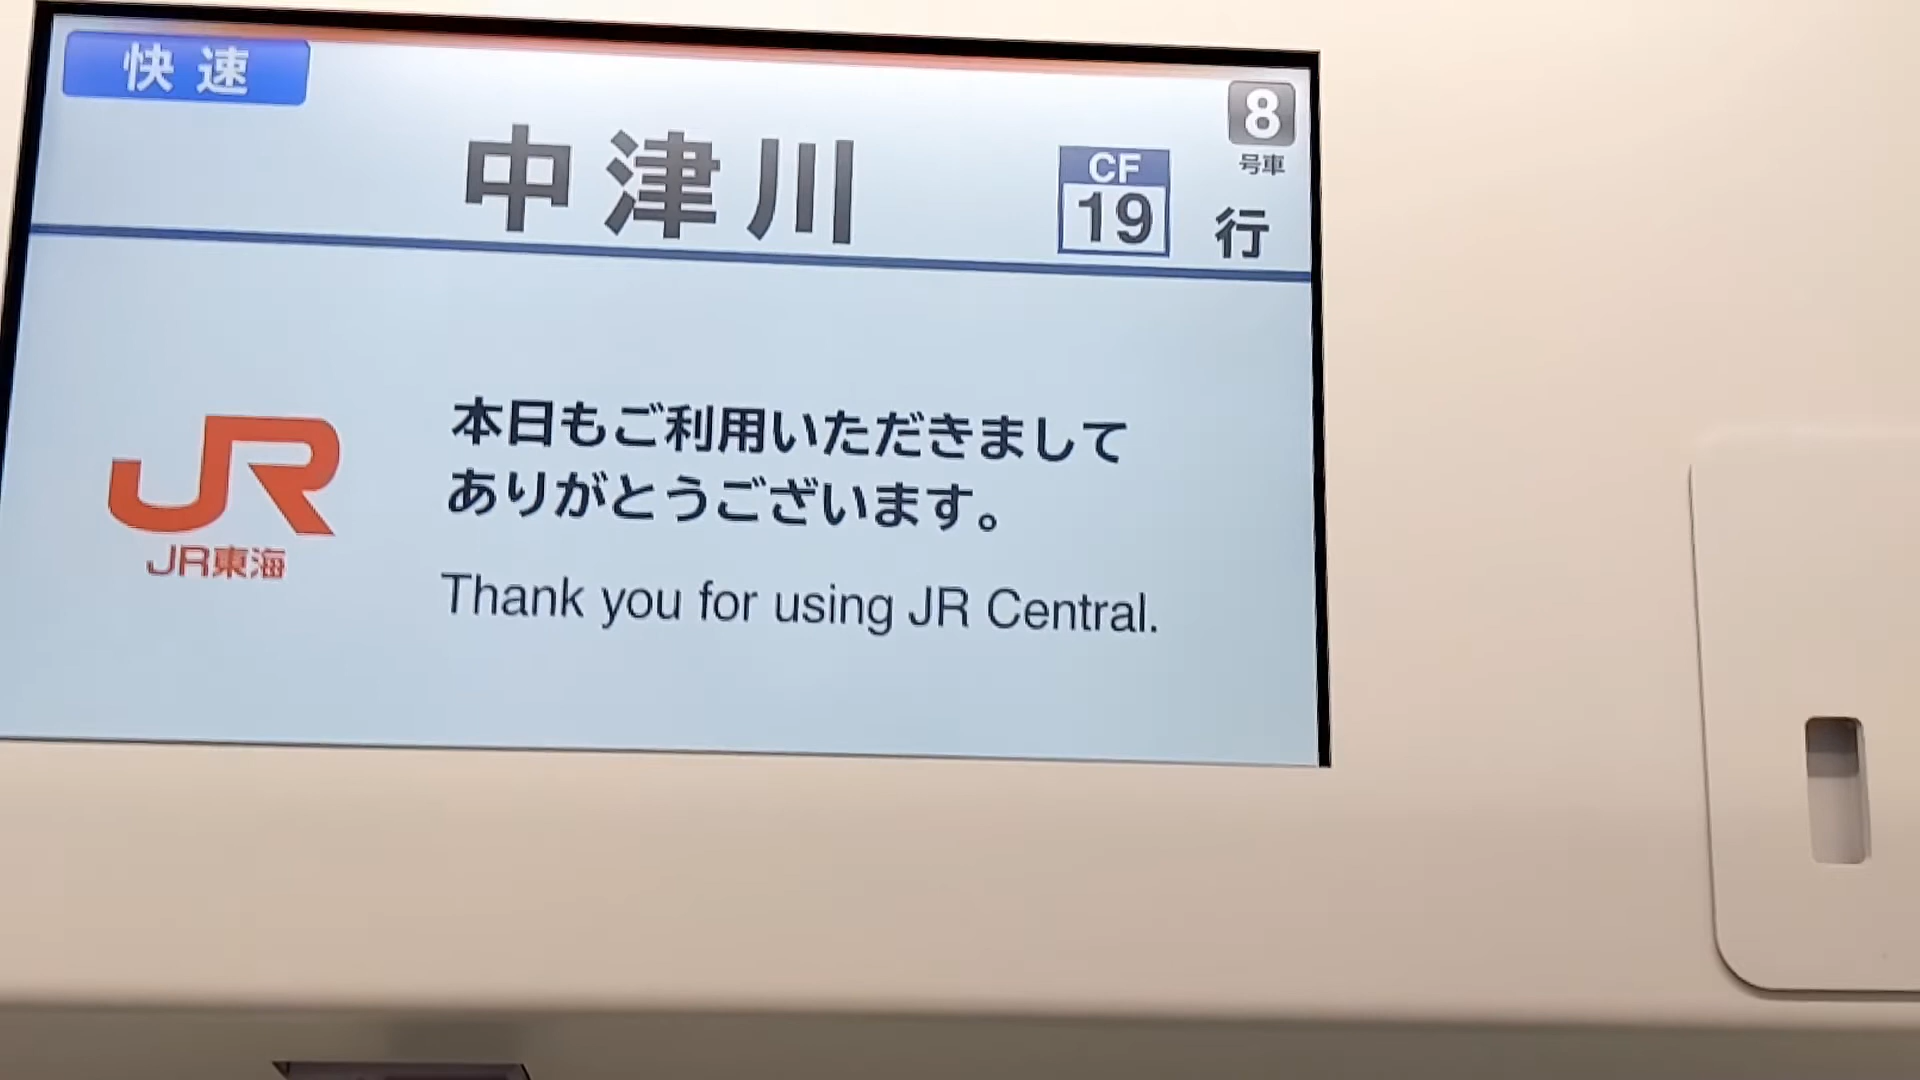 快速
8
号車
中津川
CF
19
行
本日もご利用いただきまして
ありがとうございます。
JR
JR東海
Thank you for using JR Central.